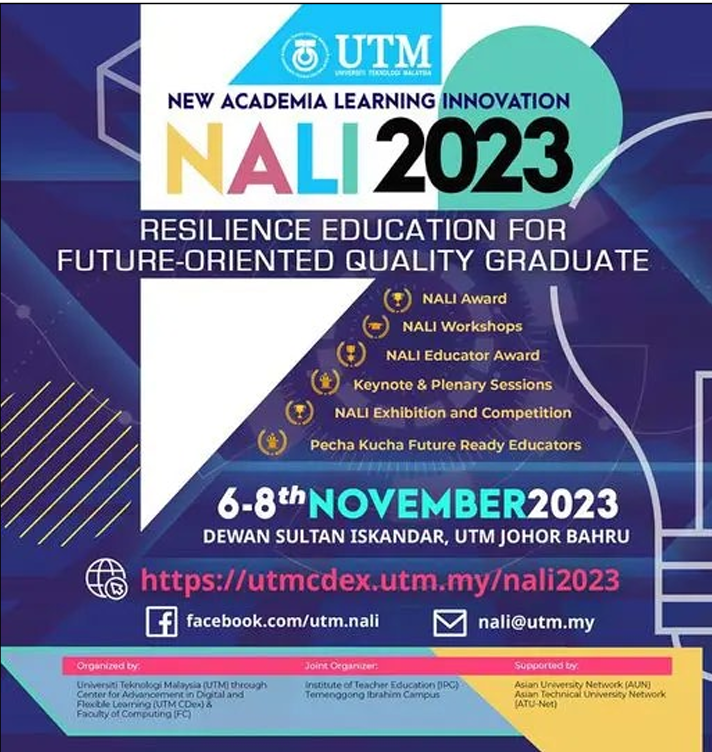 UTM
UNIVERSITI TEKNOLOGI MALAYSIA
NEW ACADEMIA LEARNING INNOVATION
NALI 2023
RESILIENCE EDUCATION FOR
FUTURE-ORIENTED QUALITY GRADUATE
NALI Award
NALI Workshops
NALI Educator Award
Keynote & Plenary Sessions
NALI Exhibition and Competition
Pecha Kucha Future Ready Educators
6-8th NOVEMBER 2023
DEWAN SULTAN ISKANDAR, UTM JOHOR BAHRU
https://utmcdex.utm.my/nali2023
facebook.com/utm.nali
nali@utm.my
Organized by:
Universiti Teknologi Malaysia (UTM) through
Center for Advancement in Digital and
Flexible Learning (UTM CDex) &
Faculty of Computing (FC)
Joint Organizer:
Institute of Teacher Education (IPG)
Temenggong Ibrahim Campus
Supported by:
Asian University Network (AUN)
Asian Technical University Network
(ATU-Net)